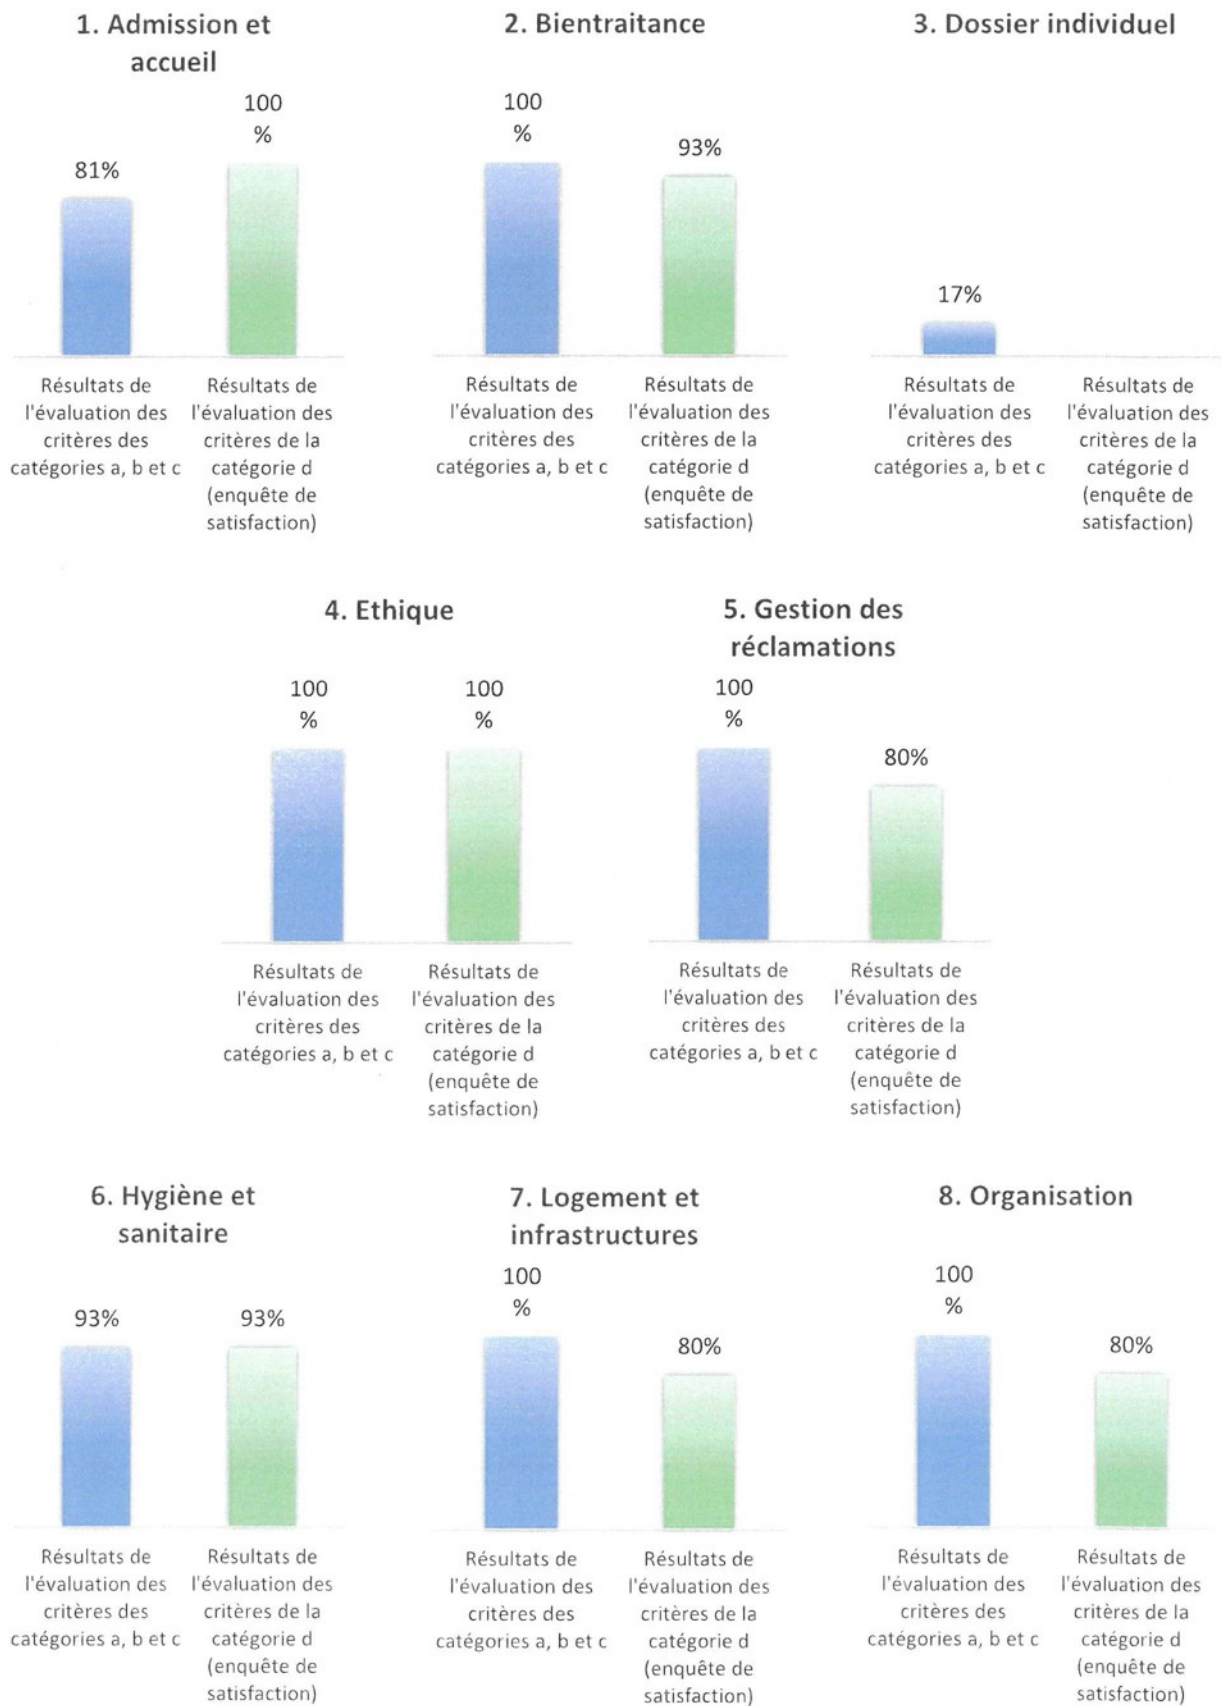 1. Admission et
accueil
100
%
81%
Résultats de
l'évaluation des
critères des
catégories a, b et c
Résultats de
l'évaluation des
critères de la
catégorie d
(enquête de
satisfaction)
2. Bientraitance
100
%
93%
Résultats de
l'évaluation des
critères des
catégories a, b et c
Résultats de
l'évaluation des
critères de la
catégorie d
(enquête de
satisfaction)
3. Dossier individuel
17%
Résultats de
l'évaluation des
critères des
catégories a, b et c
Résultats de
l'évaluation des
critères de la
catégorie d
(enquête de
satisfaction)
4. Ethique
100
%
100
%
Résultats de
l'évaluation des
critères des
catégories a, b et c
Résultats de
l'évaluation des
critères de la
catégorie d
(enquête de
satisfaction)
5. Gestion des
réclamations
100
%
80%
Résultats de
l'évaluation des
critères des
catégories a, b et c
Résultats de
l'évaluation des
critères de la
catégorie d
(enquête de
satisfaction)
6. Hygiène et
sanitaire
93%
93%
Résultats de
l'évaluation des
critères des
catégories a, b et c
Résultats de
l'évaluation des
critères de la
catégorie d
(enquête de
satisfaction)
7. Logement et
infrastructures
100
%
80%
Résultats de
l'évaluation des
critères des
catégories a, b et c
Résultats de
l'évaluation des
critères de la
catégorie d
(enquête de
satisfaction)
8. Organisation
100
%
80%
Résultats de
l'évaluation des
critères des
catégories a, b et c
Résultats de
l'évaluation des
critères de la
catégorie d
(enquête de
satisfaction)